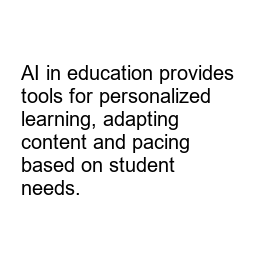 AI in education provides
tools for personalized
learning, adapting
content and pacing
based on student
needs.